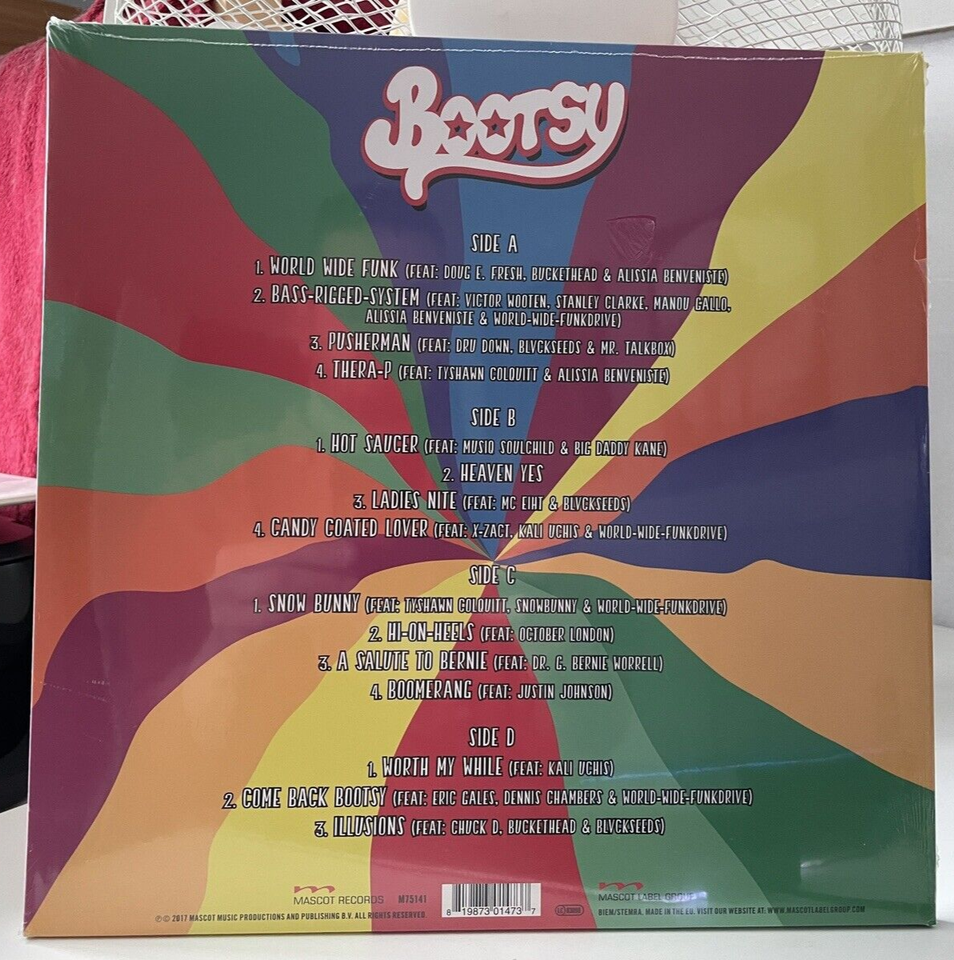 BOOTSY
SIDE A
1. WORLD WIDE FUNK (FEAT: DOUG E. FRESH, BUCKETHEAD & ALISSIA BENVENISTE)
2. BASS-RIGGED-SYSTEM (FEAT: VICTOR WOOTEN, STANLEY CLARKE, MANOU GALLO,
ALISSIA BENVENISTE & WORLD-WIDE-FUNKDRIVE)
3. PUSHERMAN (FEAT: DRU DOWN, BLVCKSEEDS & MR. TALKBOX)
4. THERA-P (FEAT: TYSHAWN COLQUITT & ALISSIA BENVENISTE)
SIDE B
1. HOT SAUCER (FEAT: MUSIQ SOULCHILD & BIG DADDY KANE)
2. HEAVEN YES
3. LADIES NITE (FEAT: MC EIHT & BLVCKSEEDS)
4. CANDY COATED LOVER (FEAT: X-ZACT, KALI UCHIS & WORLD-WIDE-FUNKDRIVE)
SIDE C
1. SNOW BUNNY (FEAT: TYSHAWN COLQUITT, SNOWBUNNY & WORLD-WIDE-FUNKDRIVE)
2. HI-ON-HEELS (FEAT: OCTOBER LONDON)
3. A SALUTE TO BERNIE (FEAT: DR. G. BERNIE WORRELL)
4. BOOMERANG (FEAT: JUSTIN JOHNSON)
SIDE D
1. WORTH MY WHILE (FEAT: KALI UCHIS)
2. COME BACK BOOTSY (FEAT: ERIC GALES, DENNIS CHAMBERS & WORLD-WIDE-FUNKDRIVE)
3. ILLUSIONS (FEAT: CHUCK D, BUCKETHEAD & BLVCKSEEDS)
MASCOT RECORDS M75141
8 19873 01473 7
MASCOT LABEL GROUP
℗© 2017 MASCOT MUSIC PRODUCTIONS AND PUBLISHING B.V. ALL RIGHTS RESERVED
BIEM/STEMRA. MADE IN THE EU. VISIT OUR WEBSITE AT: WWW.MASCOTLABELGROUP.COM